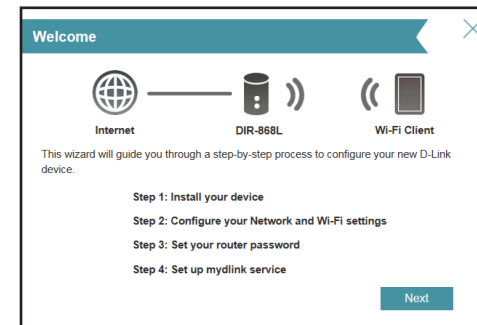 Welcome
Internet DIR-868L Wi-Fi Client
This wizard will guide you through a step-by-step process to configure your new D-Link
device.
Step 1: Install your device
Step 2: Configure your Network and Wi-Fi settings
Step 3: Set your router password
Step 4: Set up mydlink service
Next